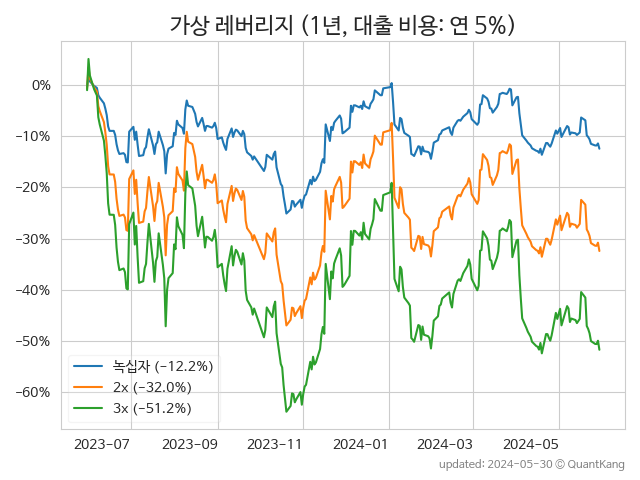 가상 레버리지 (1년, 대출 비용: 연 5%)
0%
−10%
−20%
−30%
−40%
−50%
−60%
녹십자 (−12.2%)
2x (−32.0%)
3x (−51.2%)
2023-07 2023-09 2023-11 2024-01 2024-03 2024-05
updated: 2024-05-30 © QuantKang